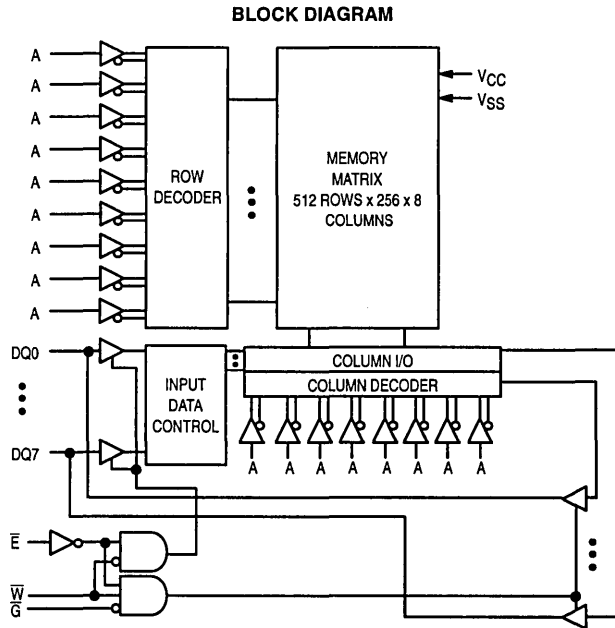 BLOCK DIAGRAM
A
A
A
A
A
A
A
A
A
ROW
DECODER
MEMORY
MATRIX
512 ROWS x 256 x 8
COLUMNS
VCC
VSS
DQ0
DQ7
INPUT
DATA
CONTROL
COLUMN I/O
COLUMN DECODER
A A A A A A A A
E
W
G